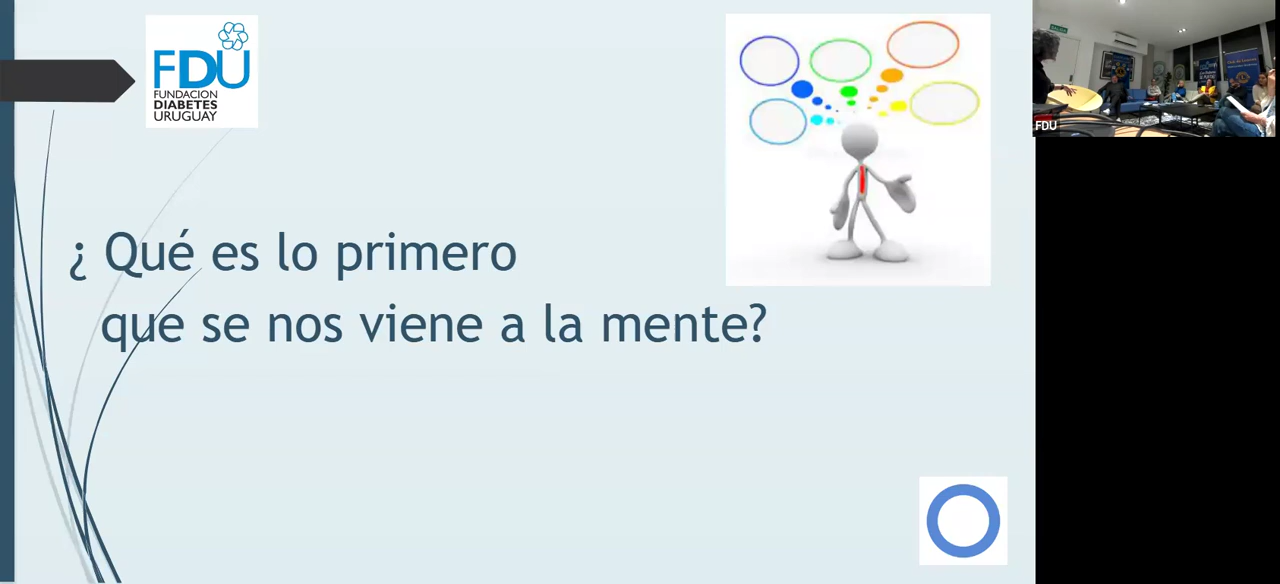 FDU
FUNDACION
DIABETES
URUGUAY
¿ Qué es lo primero
que se nos viene a la mente?
FDU